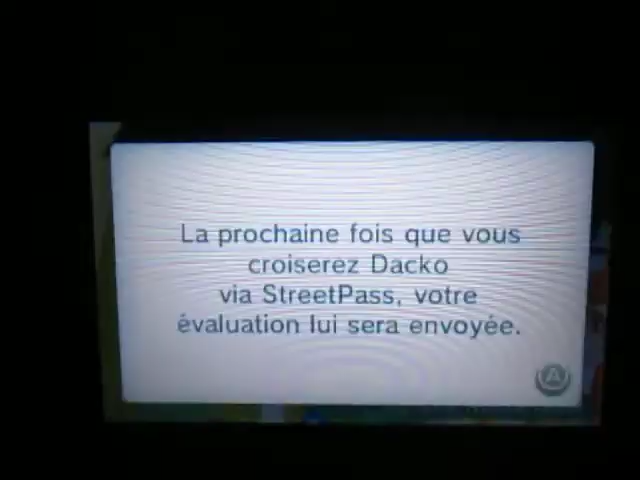 La prochaine fois que vous
croiserez Dacko
via StreetPass, votre
évaluation lui sera envoyée.
A